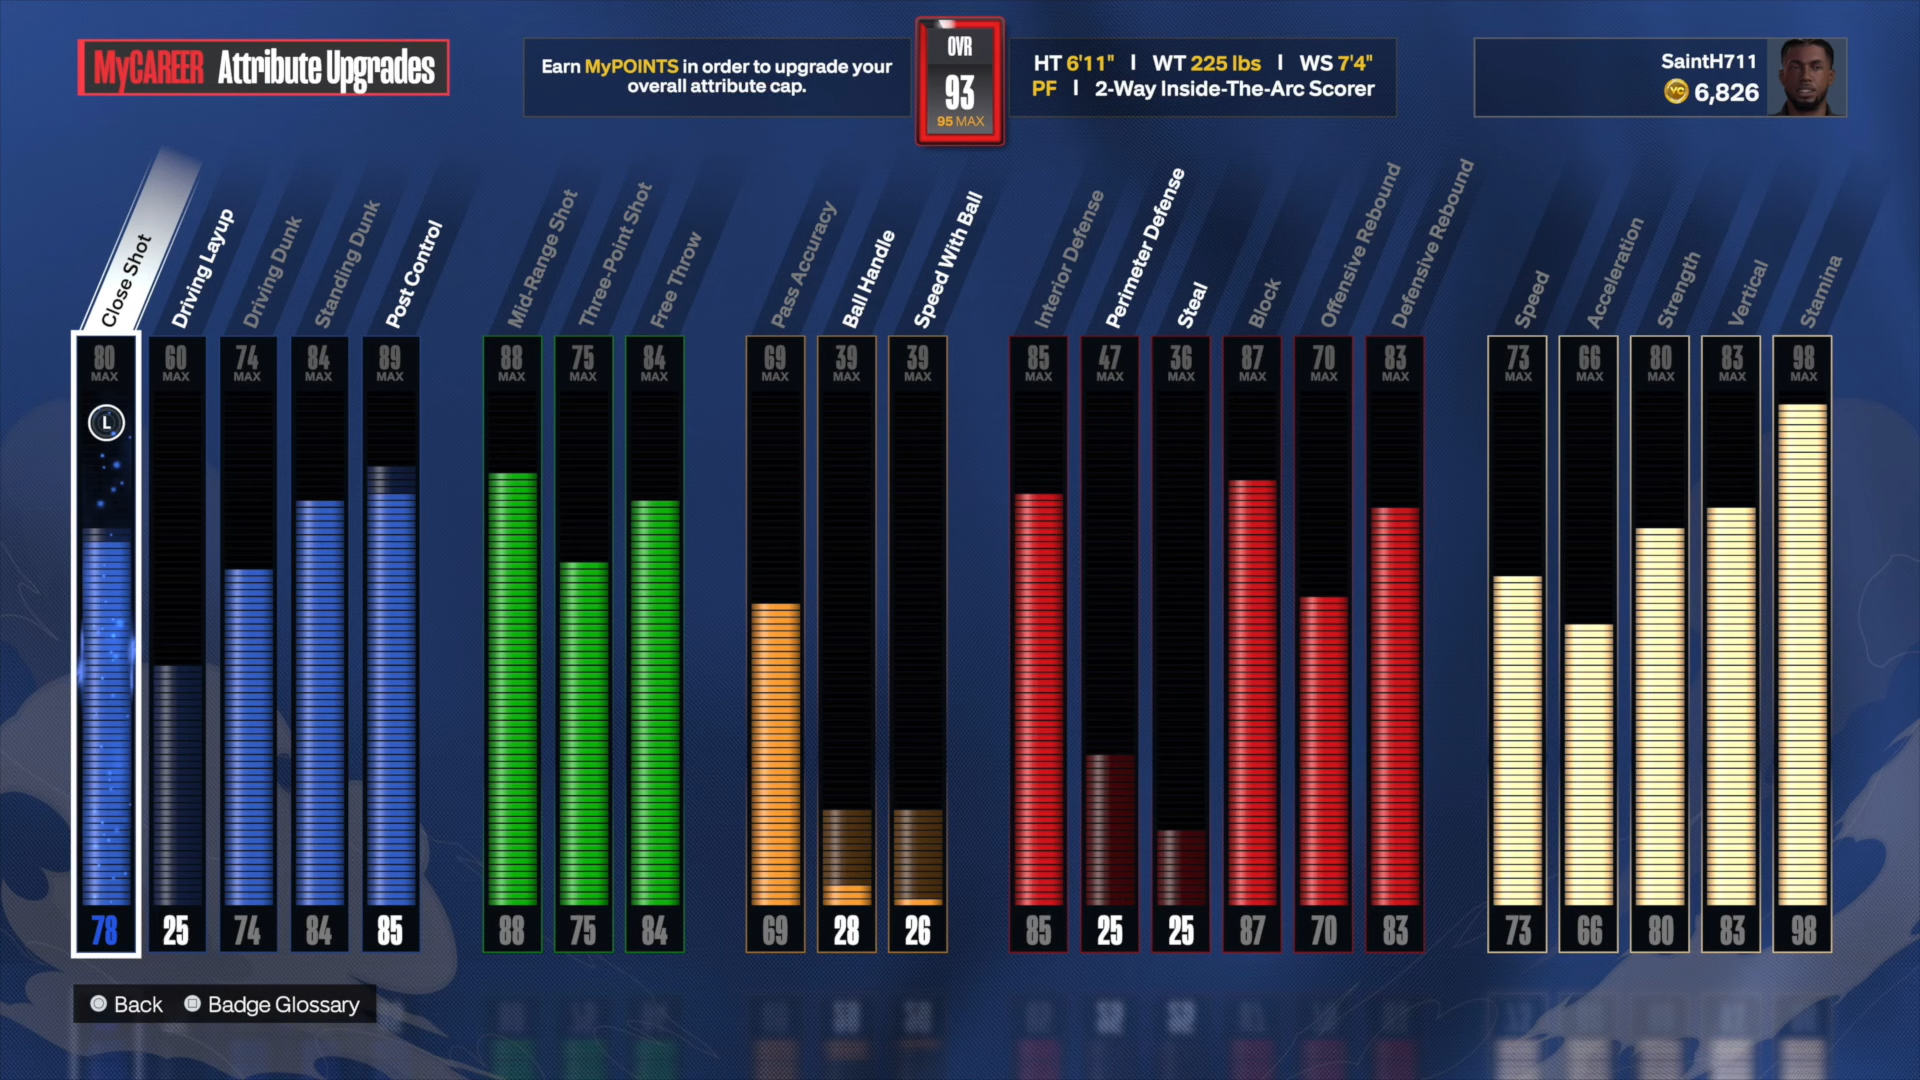 MyCAREER Attribute Upgrades
Earn MyPOINTS in order to upgrade your
overall attribute cap.
OVR
93
95 MAX
HT 6'11" | WT 225 lbs | WS 7'4"
PF | 2-Way Inside-The-Arc Scorer
SaintH711
VC 6,826
Close Shot
Driving Layup
Driving Dunk
Standing Dunk
Post Control
Mid-Range Shot
Three-Point Shot
Free Throw
Pass Accuracy
Ball Handle
Speed With Ball
Interior Defense
Perimeter Defense
Steal
Block
Offensive Rebound
Defensive Rebound
Speed
Acceleration
Strength
Vertical
Stamina
80 60 74 84 89 88 75 84 69 39 39 85 47 36 87 70 83 73 66 80 83 98
MAX MAX MAX MAX MAX MAX MAX MAX MAX MAX MAX MAX MAX MAX MAX MAX MAX MAX MAX MAX MAX MAX
L
78 25 74 84 85 88 75 84 69 28 26 85 25 25 87 70 83 73 66 80 83 98
Back Badge Glossary